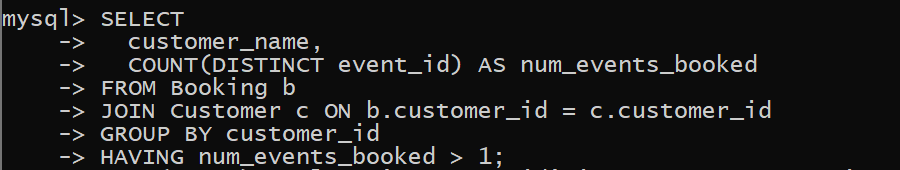 mysql> SELECT
    ->   customer_name,
    ->   COUNT(DISTINCT event_id) AS num_events_booked
    -> FROM Booking b
    -> JOIN Customer c ON b.customer_id = c.customer_id
    -> GROUP BY customer_id
    -> HAVING num_events_booked > 1;